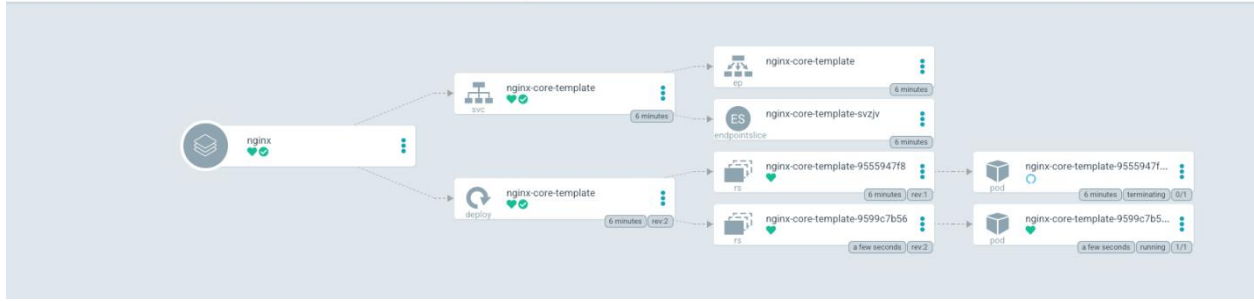 nginx
nginx-core-template
svc
6 minutes
nginx-core-template
deploy
6 minutes rev:2
nginx-core-template
ep
6 minutes
ES
nginx-core-template-svzjv
endpointslice
6 minutes
nginx-core-template-9555947f8
rs
6 minutes rev:1
nginx-core-template-9599c7b56
rs
a few seconds rev:2
nginx-core-template-9555947f...
pod
6 minutes terminating 0/1
nginx-core-template-9599c7b5...
pod
a few seconds running 1/1